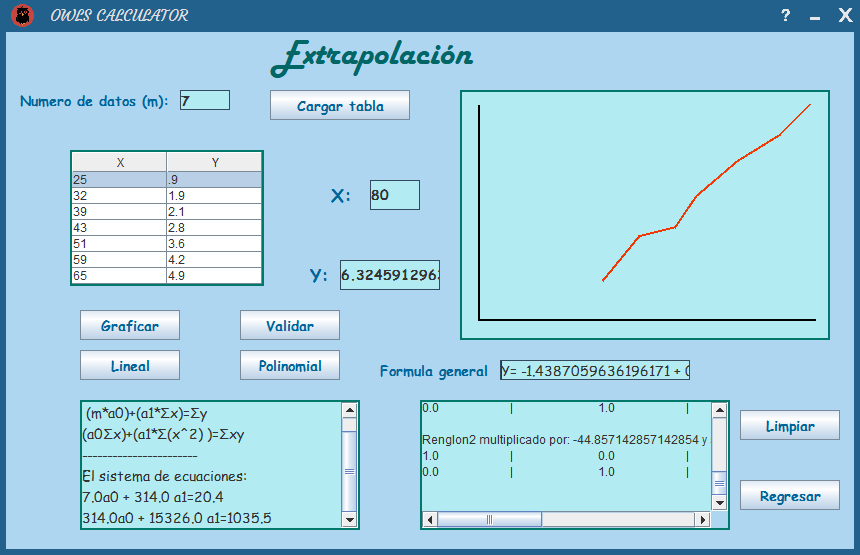 OWLS CALCULATOR
? X
Extrapolación
Numero de datos (m): 7
Cargar tabla
X Y
25 .9
32 1.9
39 2.1
43 2.8
51 3.6
59 4.2
65 4.9
X: 80
Y: 6.324591296
Graficar Validar
Lineal Polinomial
Formula general Y= -1.4387059636196171 +
(m*a0)+(a1*Σx)=Σy
(a0Σx)+(a1*Σ(x^2) )=Σxy
-----------------------
El sistema de ecuaciones:
7.0a0 + 314.0 a1=20.4
314.0a0 + 15326.0 a1=1035.5
0.0 | 1.0 |
Renglon2 multiplicado por: -44.857142857142854 y
1.0 | 0.0 |
0.0 | 1.0 |
Limpiar
Regresar